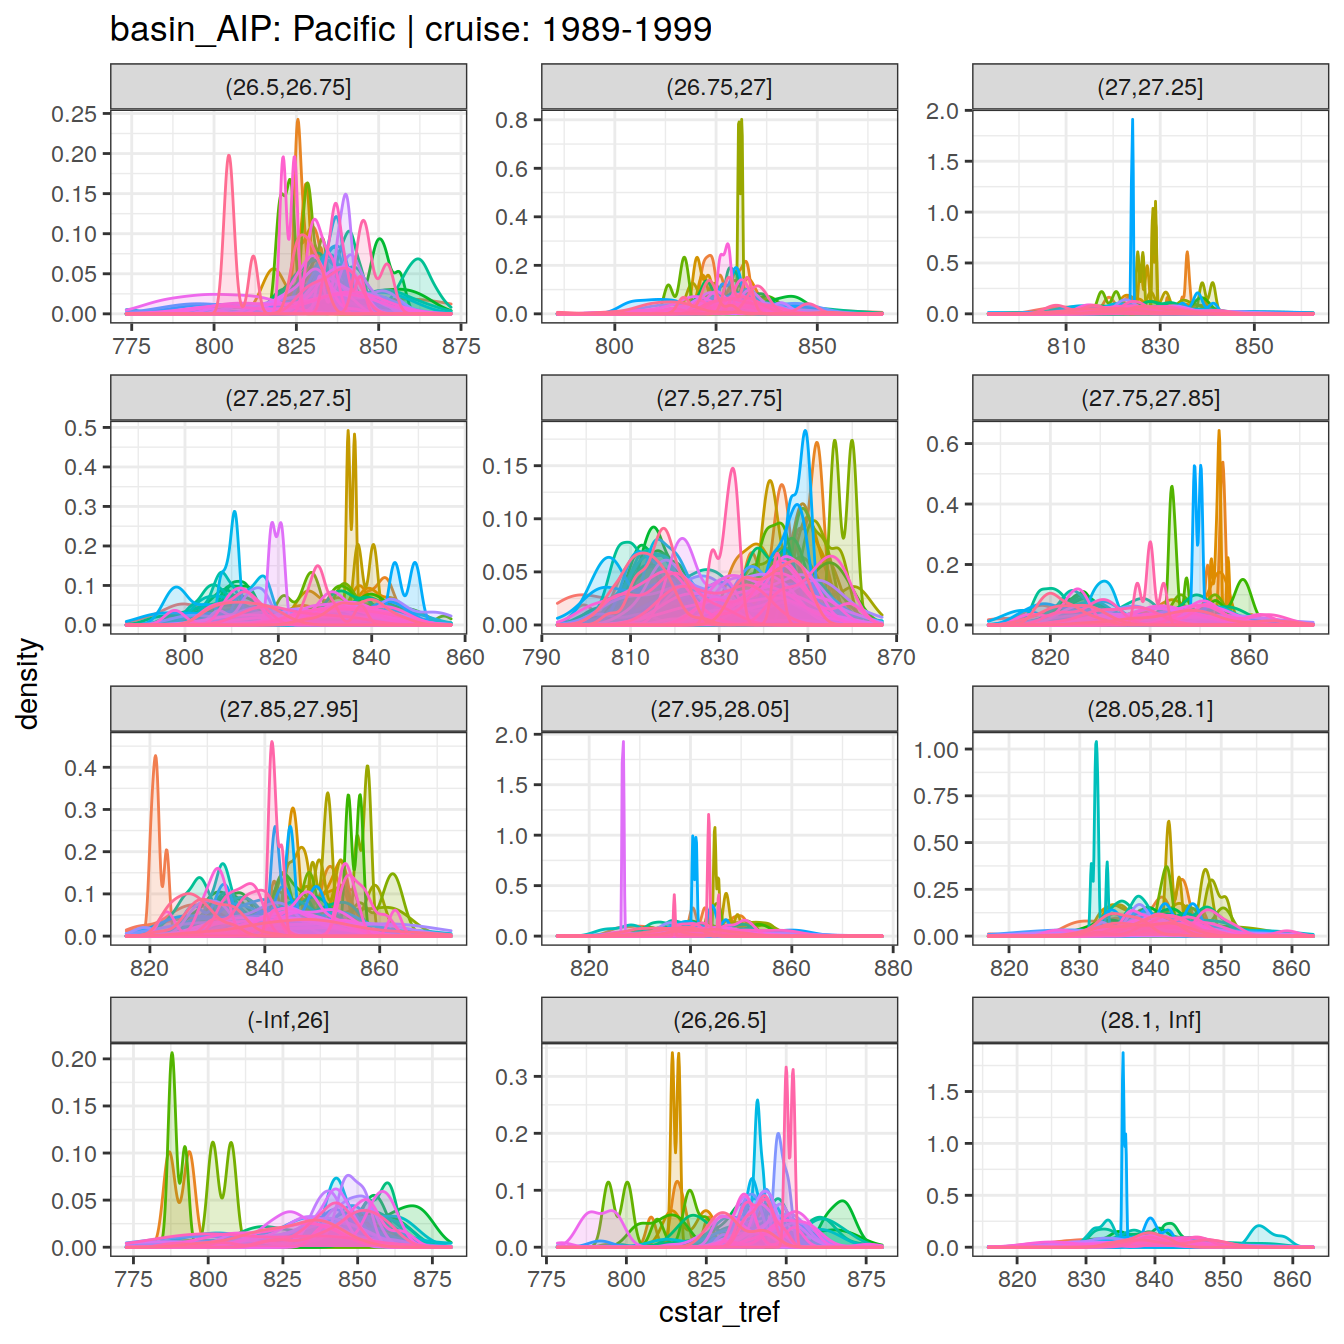 basin_AIP: Pacific | cruise: 1989-1999
(26.5,26.75] (26.75,27] (27,27.25]
0.25 0.20 0.15 0.10 0.05 0.00
0.8 0.6 0.4 0.2 0.0
2.0 1.5 1.0 0.5 0.0
775 800 825 850 875 800 825 850 810 830 850
(27.25,27.5] (27.5,27.75] (27.75,27.85]
0.5 0.4 0.3 0.2 0.1 0.0
0.15 0.10 0.05 0.00
0.6 0.4 0.2 0.0
800 820 840 860 790 810 830 850 870 820 840 860
density
(27.85,27.95] (27.95,28.05] (28.05,28.1]
0.4 0.3 0.2 0.1 0.0
2.0 1.5 1.0 0.5 0.0
1.00 0.75 0.50 0.25 0.00
820 840 860 820 840 860 880 820 830 840 850 860
(-Inf,26] (26,26.5] (28.1, Inf]
0.20 0.15 0.10 0.05 0.00
0.3 0.2 0.1 0.0
1.5 1.0 0.5 0.0
775 800 825 850 875 775 800 825 850 875 820 830 840 850 860
cstar_tref